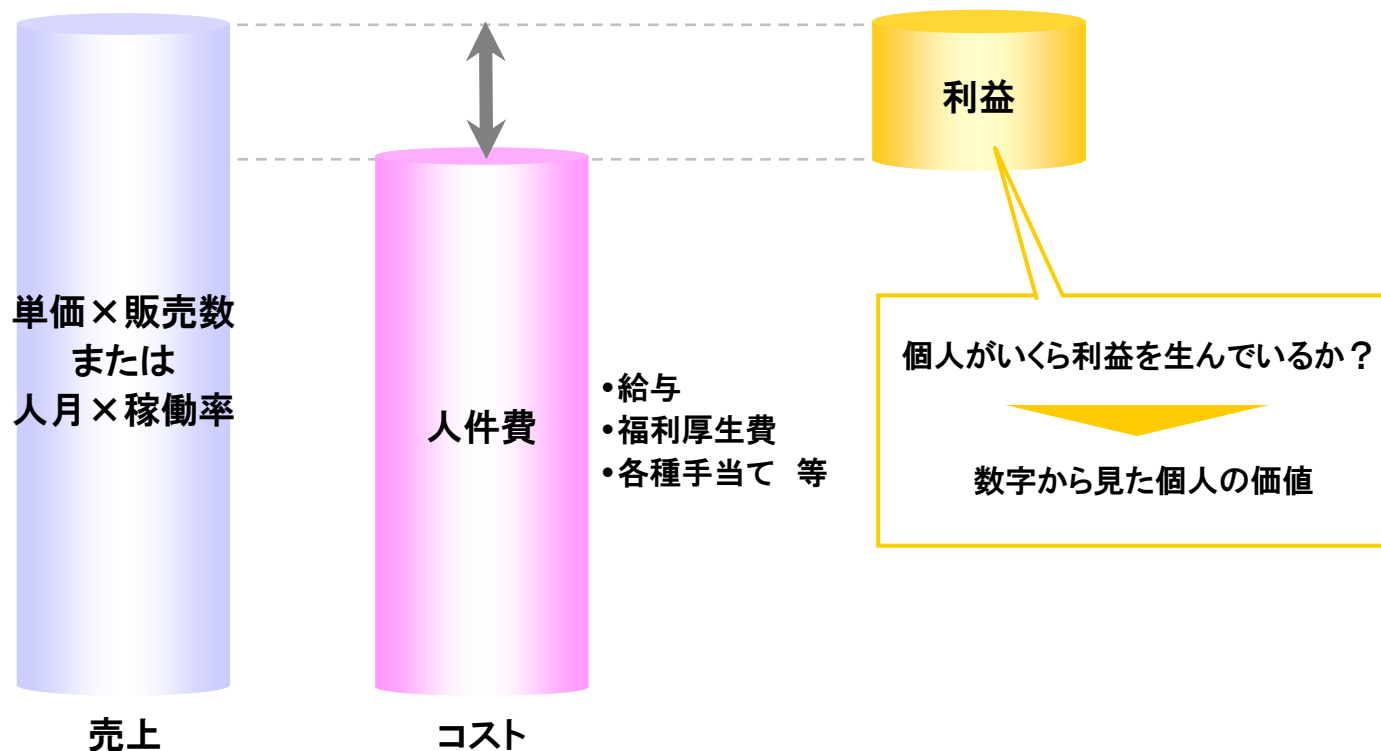 利益
単価×販売数
または
人月×稼働率
人件費
•給与
•福利厚生費
•各種手当て　等
個人がいくら利益を生んでいるか？
数字から見た個人の価値
売上
コスト